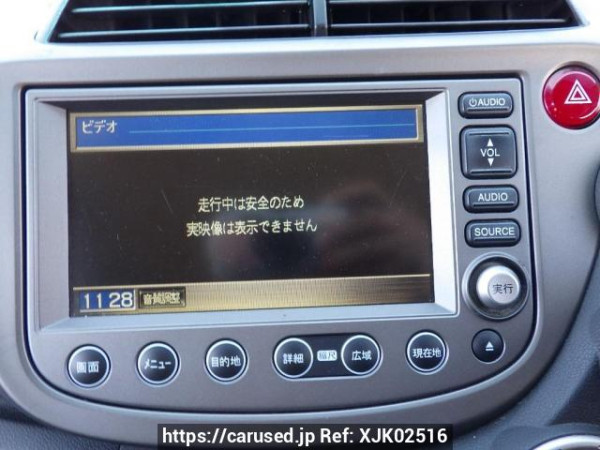 ビデオ
⏻AUDIO
VOL
走行中は安全のため
実映像は表示できません
AUDIO
SOURCE
実行
11:28 音質調整
画面 メニュー 目的地 詳細 縮尺 広域 現在地
https://carused.jp Ref: XJK02516